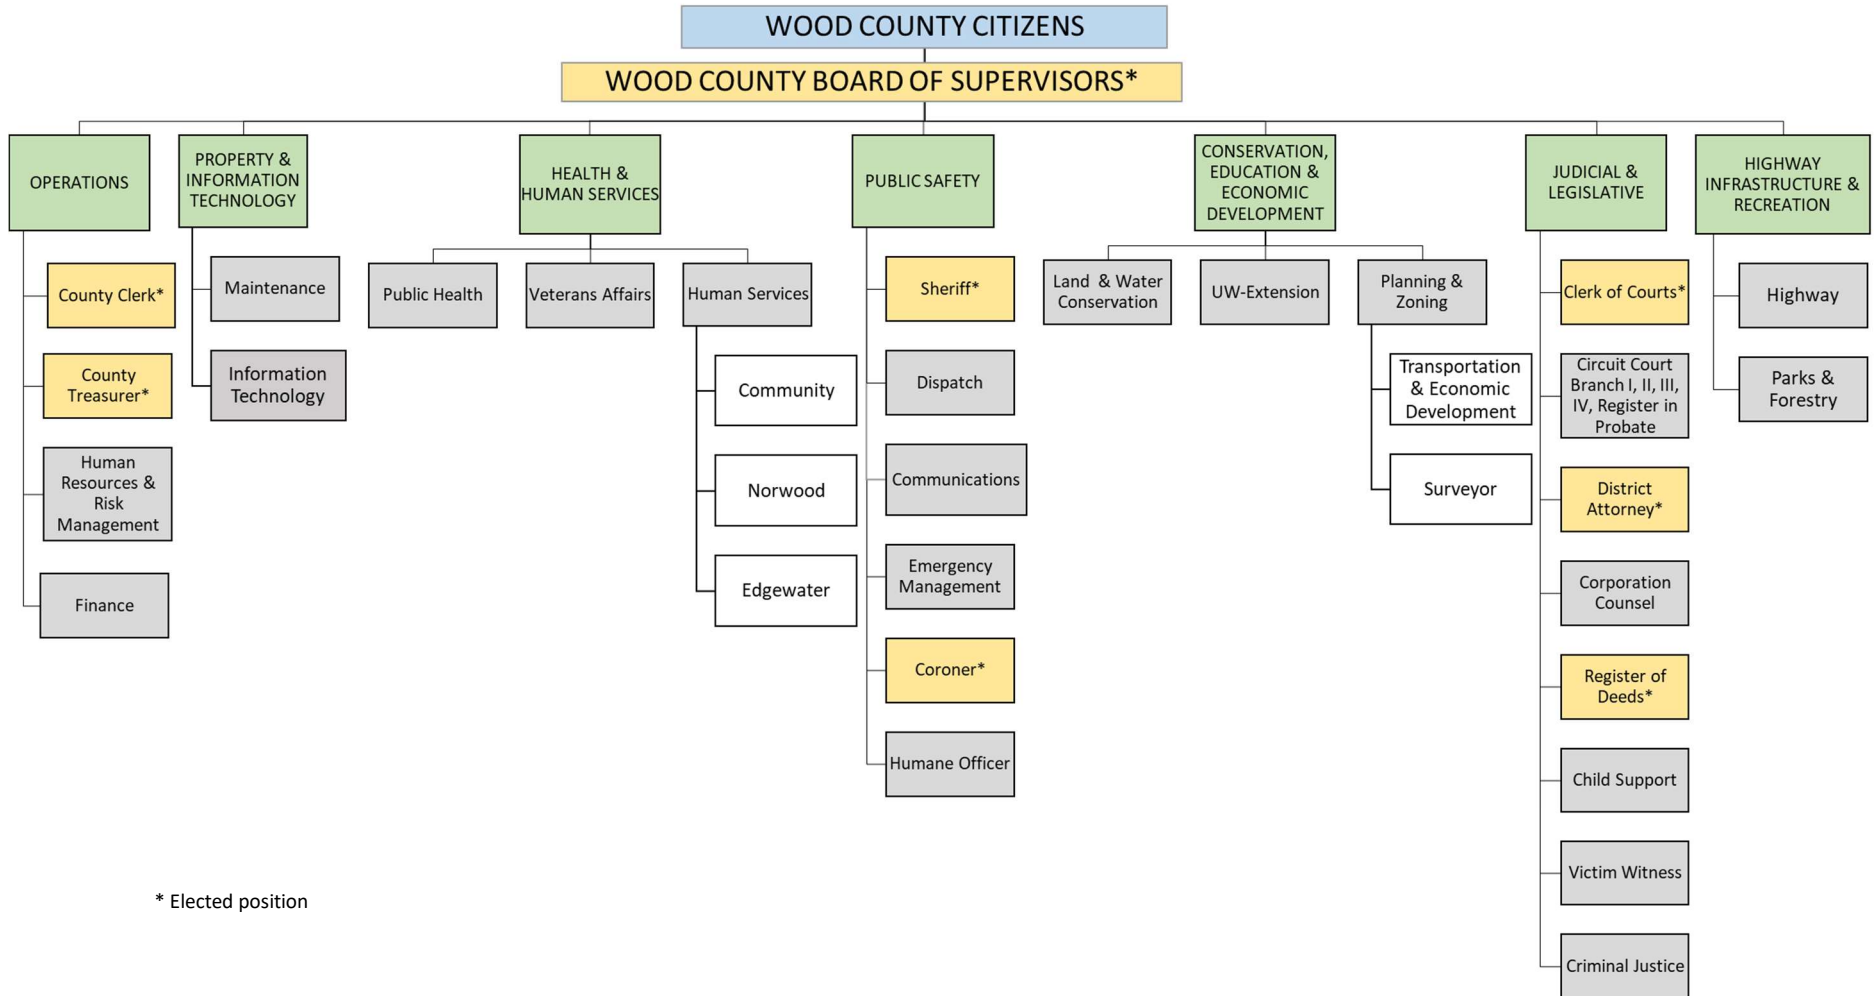 WOOD COUNTY CITIZENS
WOOD COUNTY BOARD OF SUPERVISORS*
OPERATIONS
County Clerk*
County
Treasurer*
Human
Resources &
Risk
Management
Finance
PROPERTY &
INFORMATION
TECHNOLOGY
Maintenance
Information
Technology
HEALTH &
HUMAN SERVICES
Public Health
Veterans Affairs
Human Services
Community
Norwood
Edgewater
PUBLIC SAFETY
Sheriff*
Dispatch
Communications
Emergency
Management
Coroner*
Humane Officer
CONSERVATION,
EDUCATION &
ECONOMIC
DEVELOPMENT
Land & Water
Conservation
UW-Extension
Planning &
Zoning
Transportation
& Economic
Development
Surveyor
JUDICIAL &
LEGISLATIVE
Clerk of Courts*
Circuit Court
Branch I, II, III,
IV, Register in
Probate
District
Attorney*
Corporation
Counsel
Register of
Deeds*
Child Support
Victim Witness
Criminal Justice
HIGHWAY
INFRASTRUCTURE &
RECREATION
Highway
Parks &
Forestry
* Elected position